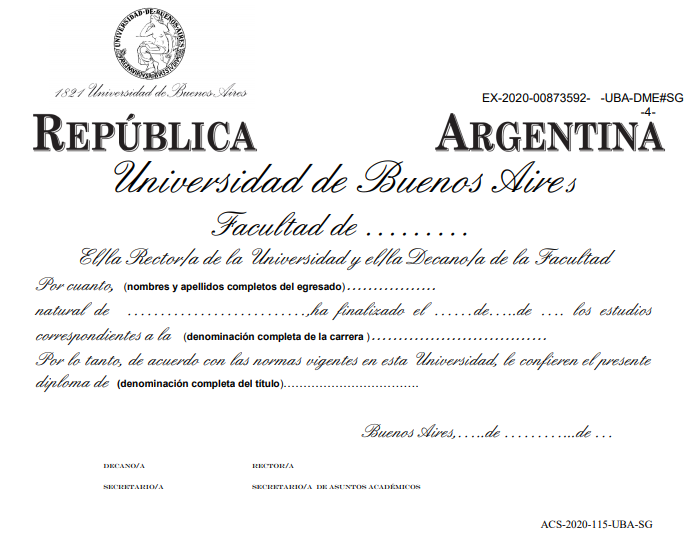 UNIVERSIDAD·DE·BUENOS·AIRES
1821 Universidad de Buenos Aires
EX-2020-00873592- -UBA-DME#SG
-4-
REPÚBLICA ARGENTINA
Universidad de Buenos Aires
Facultad de ………
El/la Rector/a de la Universidad y el/la Decano/a de la Facultad
Por cuanto, (nombres y apellidos completos del egresado)………………
natural de ………………………..,ha finalizado el ……de…..de …. los estudios
correspondientes a la (denominación completa de la carrera )……………………………
Por lo tanto, de acuerdo con las normas vigentes en esta Universidad, le confieren el presente
diploma de (denominación completa del título)…………………………….
Buenos Aires,…..de ………...de …
DECANO/A RECTOR/A
SECRETARIO/A SECRETARIO/A DE ASUNTOS ACADÉMICOS
ACS-2020-115-UBA-SG